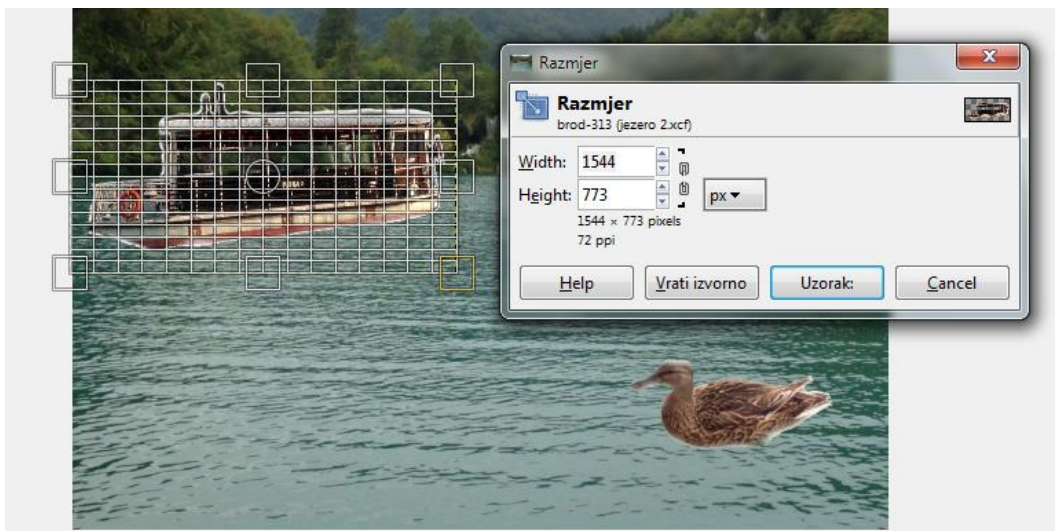 Razmjer
Razmjer
brod-313 (jezero 2.xcf)
Width: 1544
Height: 773 px
1544 × 773 pixels
72 ppi
Help Vrati izvorno Uzorak: Cancel